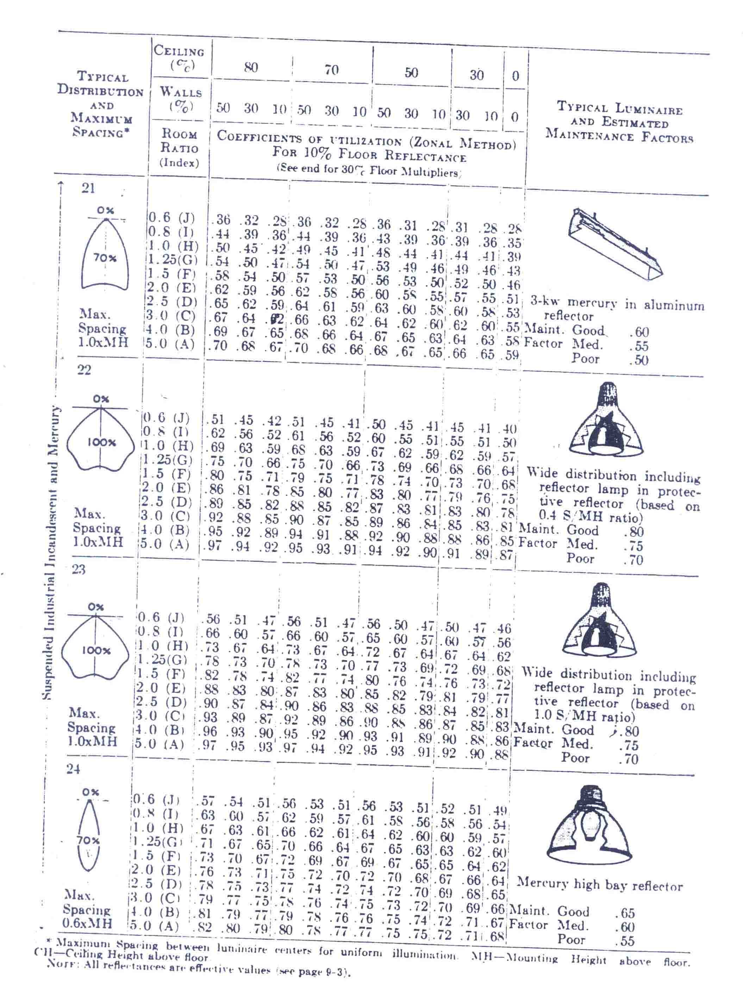 CEILING (%) 80 70 50 30 0
TYPICAL DISTRIBUTION AND MAXIMUM SPACING*
WALLS (%) 50 30 10 50 30 10 50 30 10 30 10 0
TYPICAL LUMINAIRE AND ESTIMATED MAINTENANCE FACTORS
ROOM RATIO (Index)
COEFFICIENTS OF UTILIZATION (ZONAL METHOD)
FOR 10% FLOOR REFLECTANCE
(See end for 30% Floor Multipliers)
Suspended Industrial Incandescent and Mercury
21
0%
70%
0.6 (J) .36 .32 .28 .36 .32 .28 .36 .31 .28 .31 .28 .28
0.8 (I) .44 .39 .36 .44 .39 .36 .43 .39 .36 .39 .36 .35
1.0 (H) .50 .45 .42 .49 .45 .41 .48 .44 .41 .44 .41 .39
1.25(G) .54 .50 .47 .54 .50 .47 .53 .49 .46 .49 .46 .43
1.5 (F) .58 .54 .50 .57 .53 .50 .56 .53 .50 .52 .50 .46
2.0 (E) .62 .59 .56 .62 .58 .56 .60 .58 .55 .57 .55 .51
2.5 (D) .65 .62 .59 .64 .61 .59 .63 .60 .58 .60 .58 .53
3.0 (C) .67 .64 .66 .63 .62 .64 .62 .60 .62 .60 .55
4.0 (B) .69 .67 .65 .68 .66 .64 .67 .65 .63 .64 .63 .58
5.0 (A) .70 .68 .67 .70 .68 .66 .68 .67 .65 .66 .65 .59
Max.
Spacing
1.0xMH
3-kw mercury in aluminum
reflector
Maint. Good .60
Factor Med. .55
Poor .50
22
0%
100%
0.6 (J) .51 .45 .42 .51 .45 .41 .50 .45 .41 .45 .41 .40
0.8 (I) .62 .56 .52 .61 .56 .52 .60 .55 .51 .55 .51 .50
1.0 (H) .69 .63 .59 .68 .63 .59 .67 .62 .59 .62 .59 .57
1.25(G) .75 .70 .66 .75 .70 .66 .73 .69 .66 .68 .66 .64
1.5 (F) .80 .75 .71 .79 .75 .71 .78 .74 .70 .73 .70 .68
2.0 (E) .86 .81 .78 .85 .80 .77 .83 .80 .77 .79 .76 .75
2.5 (D) .89 .85 .82 .88 .85 .82 .87 .83 .81 .83 .80 .78
3.0 (C) .92 .88 .85 .90 .87 .85 .89 .86 .84 .85 .83 .81
4.0 (B) .95 .92 .89 .94 .91 .88 .92 .90 .88 .88 .86 .85
5.0 (A) .97 .94 .92 .95 .93 .91 .94 .92 .90 .91 .89 .87
Max.
Spacing
1.0xMH
Wide distribution including
reflector lamp in protec-
tive reflector (based on
0.4 S/MH ratio)
Maint. Good .80
Factor Med. .75
Poor .70
23
0%
100%
0.6 (J) .56 .51 .47 .56 .51 .47 .56 .50 .47 .50 .47 .46
0.8 (I) .66 .60 .57 .66 .60 .57 .65 .60 .57 .60 .57 .56
1.0 (H) .73 .67 .64 .73 .67 .64 .72 .67 .64 .67 .64 .62
1.25(G) .78 .73 .70 .78 .73 .70 .77 .73 .69 .72 .69 .68
1.5 (F) .82 .78 .74 .82 .77 .74 .80 .76 .74 .76 .73 .72
2.0 (E) .88 .83 .80 .87 .83 .80 .85 .82 .79 .81 .79 .77
2.5 (D) .90 .87 .84 .90 .86 .83 .88 .85 .83 .84 .82 .81
3.0 (C) .93 .89 .87 .92 .89 .86 .90 .88 .86 .87 .85 .83
4.0 (B) .96 .93 .90 .95 .92 .90 .93 .91 .89 .90 .88 .86
5.0 (A) .97 .95 .93 .97 .94 .92 .95 .93 .91 .92 .90 .88
Max.
Spacing
1.0xMH
Wide distribution including
reflector lamp in protec-
tive reflector (based on
1.0 S/MH ratio)
Maint. Good .80
Factor Med. .75
Poor .70
24
0%
70%
0.6 (J) .57 .54 .51 .56 .53 .51 .56 .53 .51 .52 .51 .49
0.8 (I) .63 .60 .57 .62 .59 .57 .61 .58 .56 .58 .56 .54
1.0 (H) .67 .63 .61 .66 .62 .61 .64 .62 .60 .60 .59 .57
1.25(G) .71 .67 .65 .70 .66 .64 .67 .65 .63 .63 .62 .60
1.5 (F) .73 .70 .67 .72 .69 .67 .69 .67 .65 .65 .64 .62
2.0 (E) .76 .73 .71 .75 .72 .70 .72 .70 .68 .67 .66 .64
2.5 (D) .78 .75 .73 .77 .74 .72 .74 .72 .70 .69 .68 .65
3.0 (C) .79 .77 .75 .78 .76 .74 .75 .73 .72 .70 .69 .66
4.0 (B) .81 .79 .77 .79 .78 .76 .76 .75 .74 .72 .71 .67
5.0 (A) .82 .80 .79 .80 .78 .77 .77 .75 .75 .72 .71 .68
Max.
Spacing
0.6xMH
Mercury high bay reflector
Maint. Good .65
Factor Med. .60
Poor .55
* Maximum Spacing between luminaire centers for uniform illumination. MH—Mounting Height above floor.
CH—Ceiling Height above floor
NOTE: All reflectances are effective values (see page 9-3).